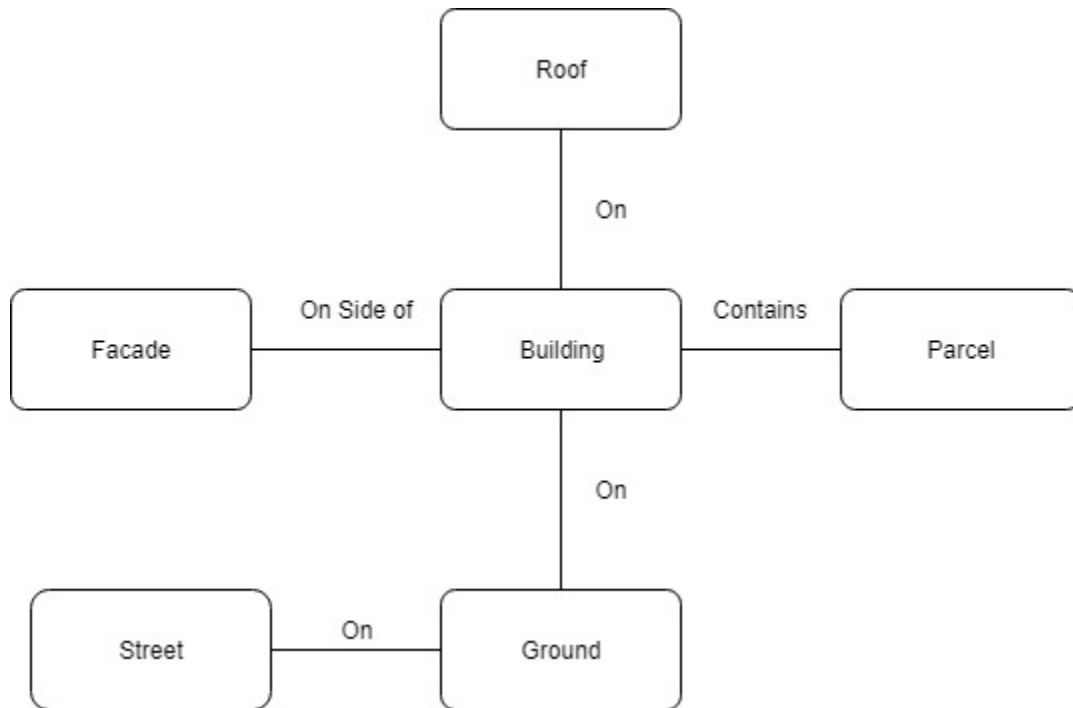 Roof
On
On Side of
Contains
Facade
Building
Parcel
On
On
Street
Ground